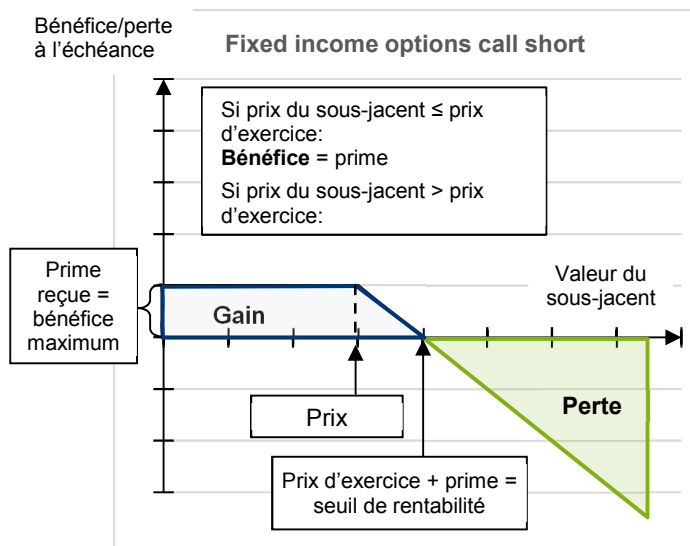 Bénéfice/perte
à l'échéance
Fixed income options call short
Si prix du sous-jacent ≤ prix
d'exercice:
Bénéfice = prime
Si prix du sous-jacent > prix
d'exercice:
Prime
reçue =
bénéfice
maximum
Valeur du
sous-jacent
Gain
Perte
Prix
Prix d'exercice + prime =
seuil de rentabilité